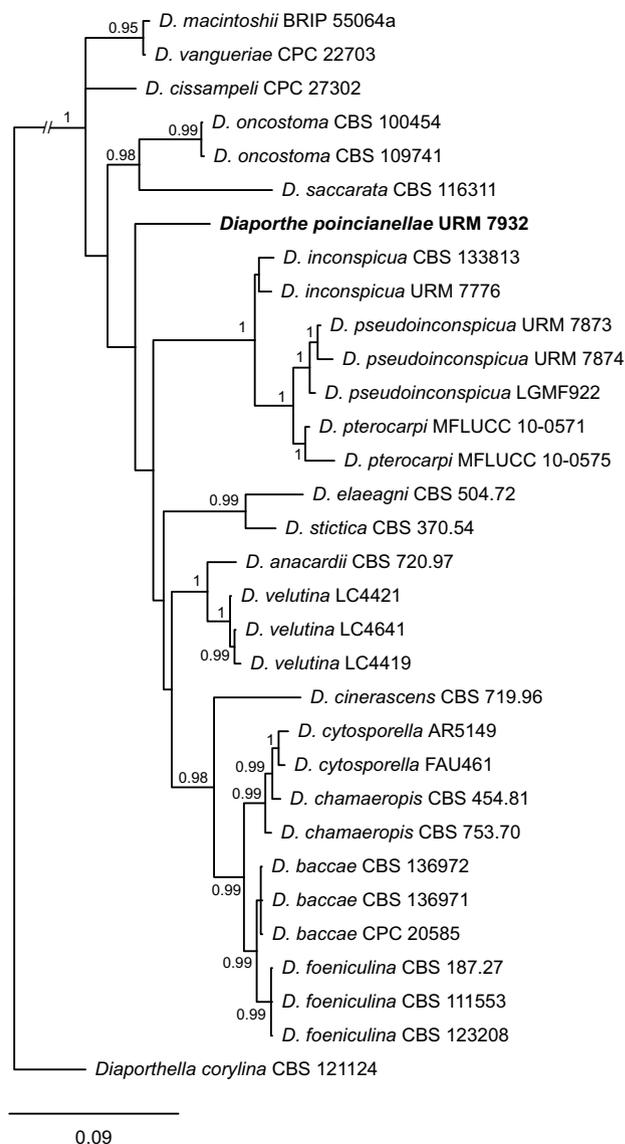 0.95
D. macintoshii BRIP 55064a
D. vangueriae CPC 22703
D. cissampeli CPC 27302
1
0.99
D. oncostoma CBS 100454
0.98
D. oncostoma CBS 109741
D. saccarata CBS 116311
Diaporthe poincianellae URM 7932
D. inconspicua CBS 133813
D. inconspicua URM 7776
1
1
D. pseudoinconspicua URM 7873
1
D. pseudoinconspicua URM 7874
1
D. pseudoinconspicua LGMF922
D. pterocarpi MFLUCC 10-0571
1
D. pterocarpi MFLUCC 10-0575
0.99
D. elaeagni CBS 504.72
D. stictica CBS 370.54
D. anacardii CBS 720.97
1
D. velutina LC4421
1
D. velutina LC4641
0.99
D. velutina LC4419
D. cinerascens CBS 719.96
D. cytosporella AR5149
1
D. cytosporella FAU461
0.99
0.98
0.99
D. chamaeropis CBS 454.81
D. chamaeropis CBS 753.70
D. baccae CBS 136972
0.99
D. baccae CBS 136971
D. baccae CPC 20585
0.99
D. foeniculina CBS 187.27
D. foeniculina CBS 111553
0.99
D. foeniculina CBS 123208
Diaporthella corylina CBS 121124
0.09